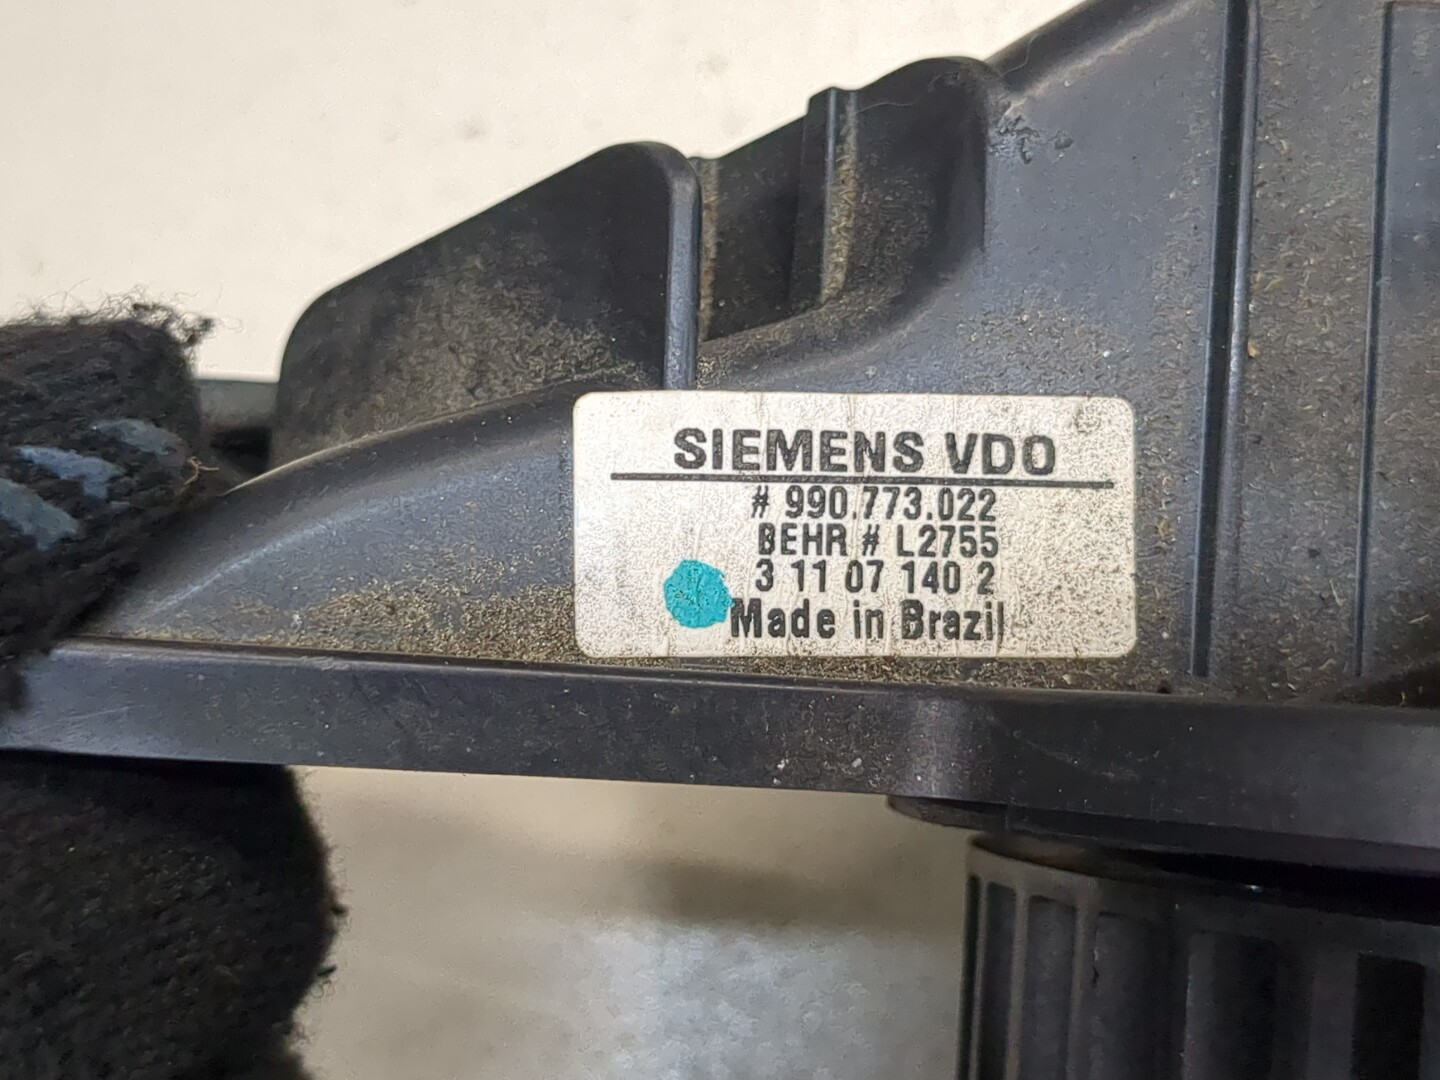 SIEMENS VDO
# 990.773.022
BEHR # L2755
3 11 07 140 2
Made in Brazil